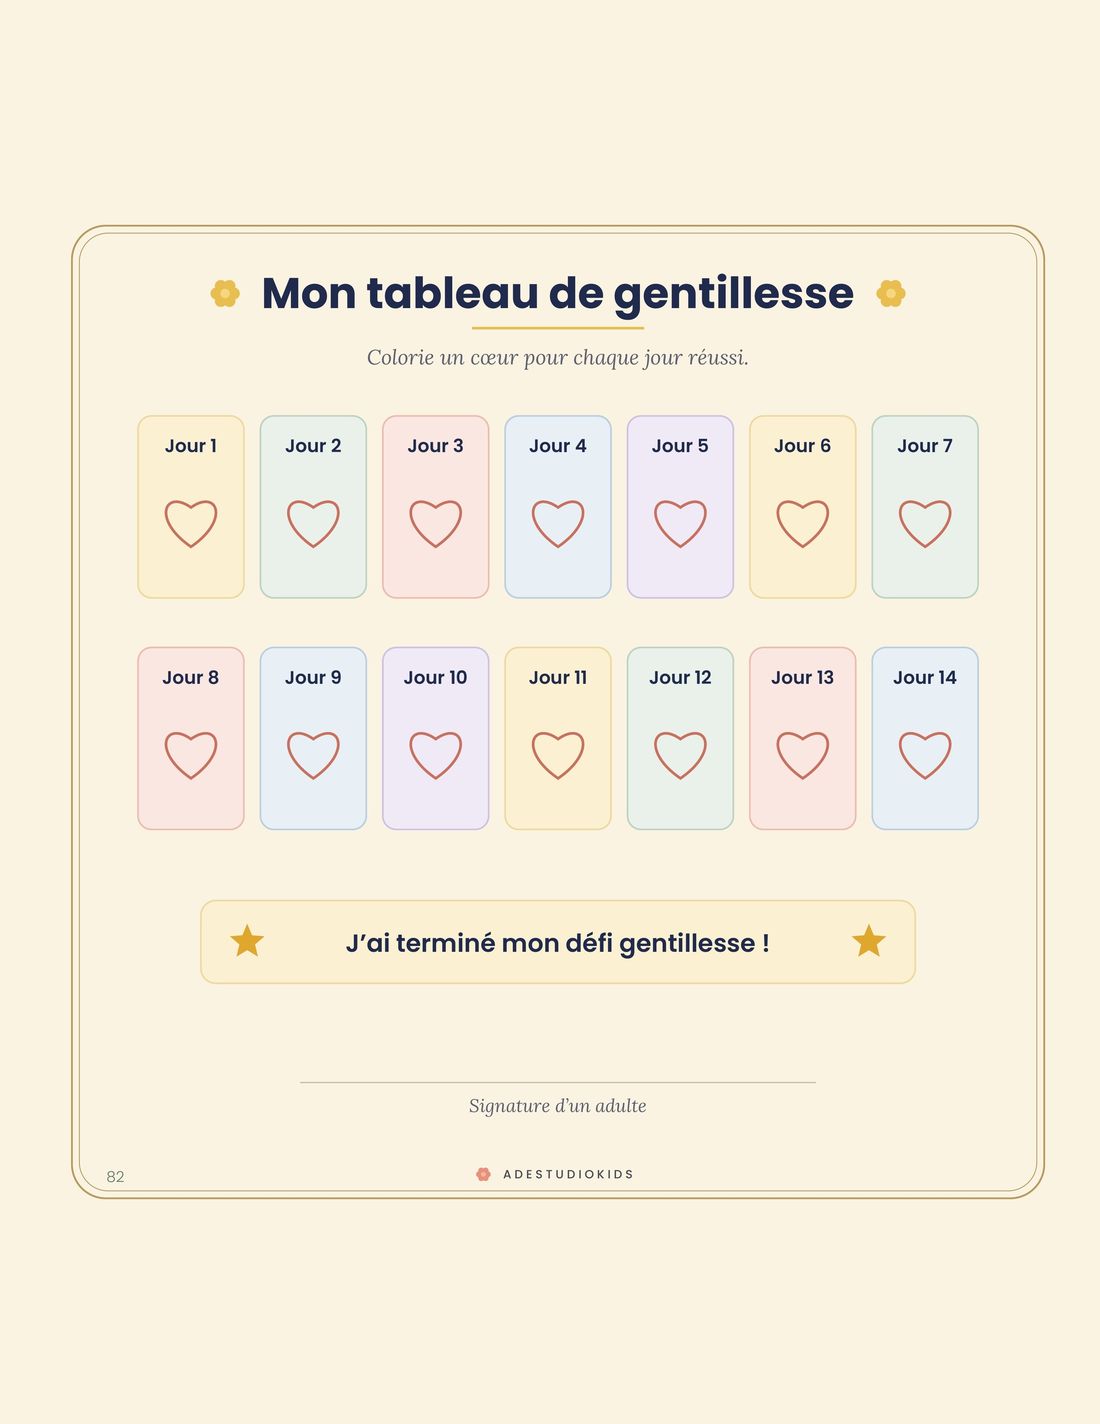 Mon tableau de gentillesse
Colorie un cœur pour chaque jour réussi.
Jour 1 Jour 2 Jour 3 Jour 4 Jour 5 Jour 6 Jour 7
Jour 8 Jour 9 Jour 10 Jour 11 Jour 12 Jour 13 Jour 14
J’ai terminé mon défi gentillesse !
Signature d’un adulte
82 ADESTUDIOKIDS